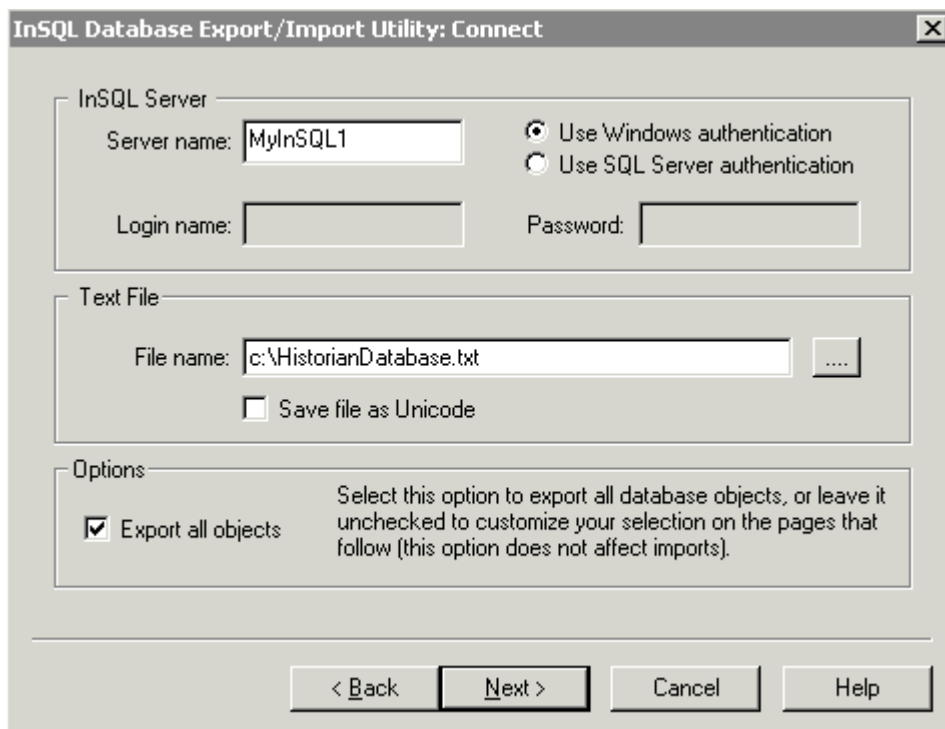 InSQL Database Export/Import Utility: Connect
InSQL Server
Server name: MyInSQL1
Use Windows authentication
Use SQL Server authentication
Login name:
Password:
Text File
File name: c:\HistorianDatabase.txt
....
Save file as Unicode
Options
Export all objects
Select this option to export all database objects, or leave it
unchecked to customize your selection on the pages that
follow (this option does not affect imports).
< Back
Next >
Cancel
Help